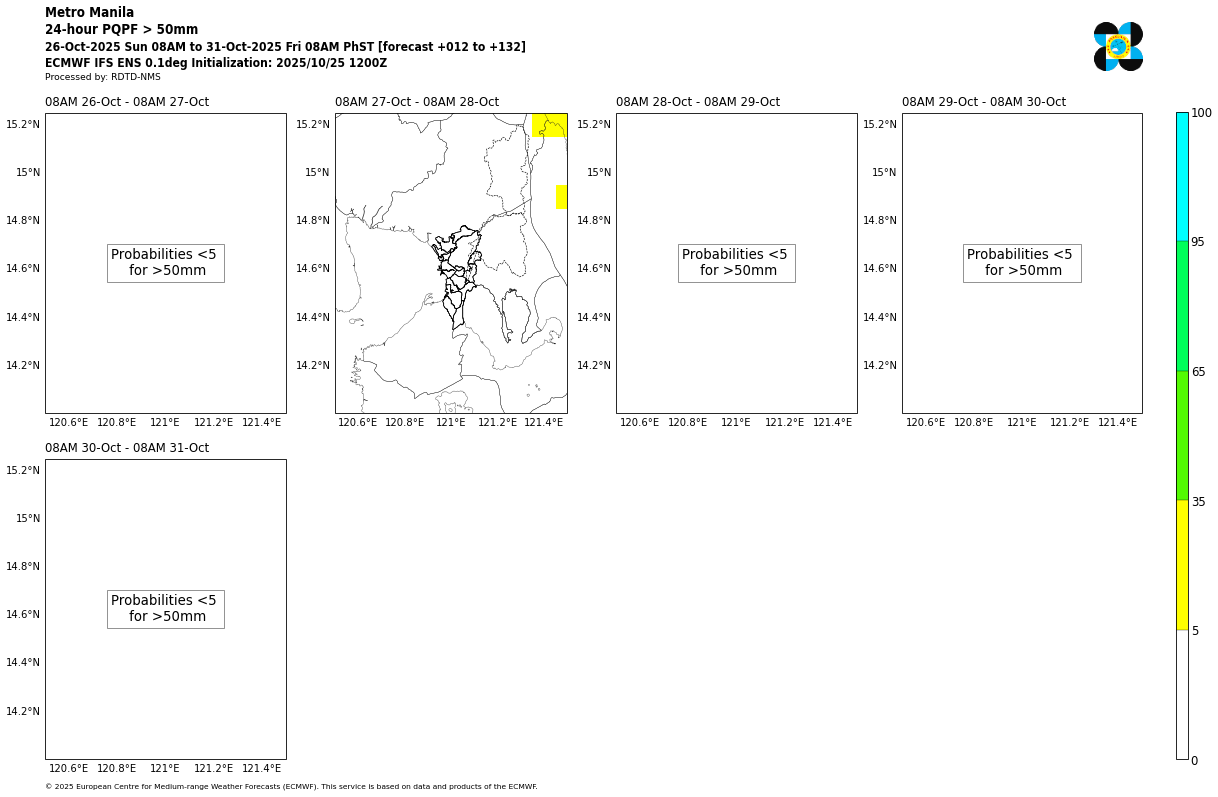 Metro Manila
24-hour PQPF > 50mm
26-Oct-2025 Sun 08AM to 31-Oct-2025 Fri 08AM PhST [forecast +012 to +132]
ECMWF IFS ENS 0.1deg Initialization: 2025/10/25 1200Z
Processed by: RDTD-NMS
08AM 26-Oct - 08AM 27-Oct
15.2°N
15°N
14.8°N
14.6°N
14.4°N
14.2°N
Probabilities <5
for >50mm
120.6°E 120.8°E 121°E 121.2°E 121.4°E
08AM 27-Oct - 08AM 28-Oct
15.2°N
15°N
14.8°N
14.6°N
14.4°N
14.2°N
120.6°E 120.8°E 121°E 121.2°E 121.4°E
08AM 28-Oct - 08AM 29-Oct
15.2°N
15°N
14.8°N
14.6°N
14.4°N
14.2°N
Probabilities <5
for >50mm
120.6°E 120.8°E 121°E 121.2°E 121.4°E
08AM 29-Oct - 08AM 30-Oct
15.2°N
15°N
14.8°N
14.6°N
14.4°N
14.2°N
Probabilities <5
for >50mm
120.6°E 120.8°E 121°E 121.2°E 121.4°E
100
95
65
35
5
0
08AM 30-Oct - 08AM 31-Oct
15.2°N
15°N
14.8°N
14.6°N
14.4°N
14.2°N
Probabilities <5
for >50mm
120.6°E 120.8°E 121°E 121.2°E 121.4°E
© 2025 European Centre for Medium-range Weather Forecasts (ECMWF). This service is based on data and products of the ECMWF.